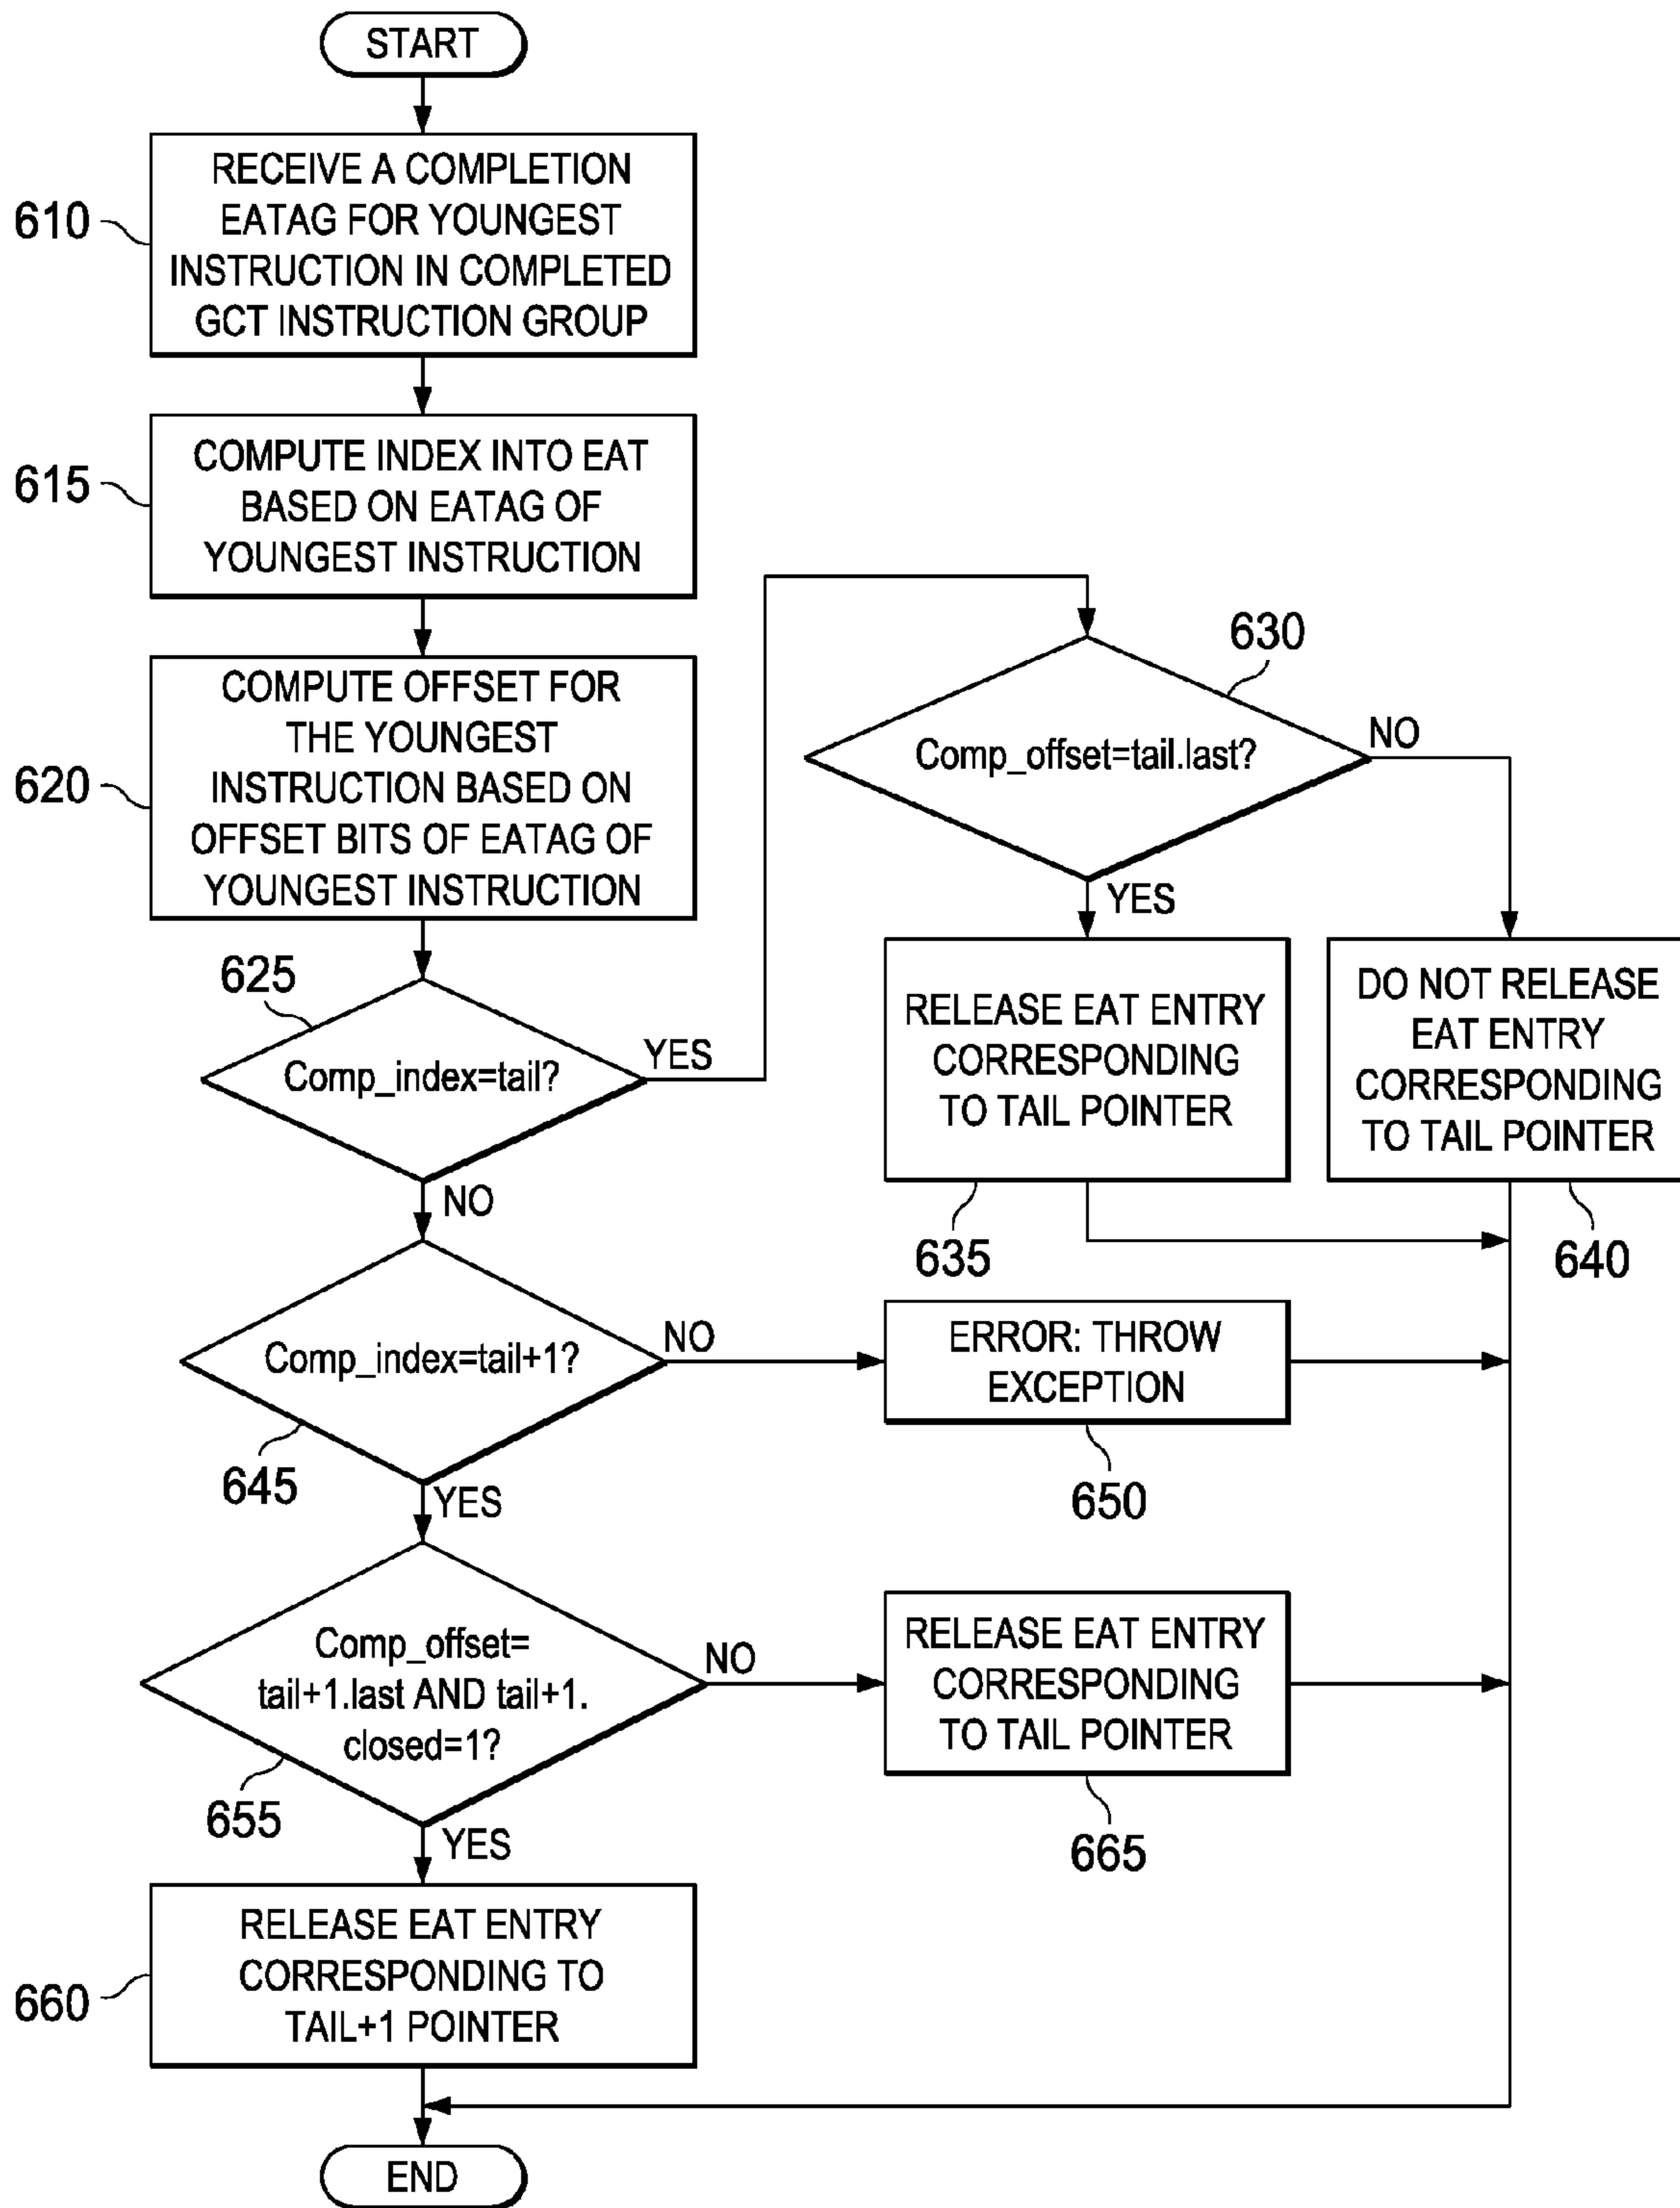 START
610
RECEIVE A COMPLETION
EATAG FOR YOUNGEST
INSTRUCTION IN COMPLETED
GCT INSTRUCTION GROUP
615
COMPUTE INDEX INTO EAT
BASED ON EATAG OF
YOUNGEST INSTRUCTION
620
COMPUTE OFFSET FOR
THE YOUNGEST
INSTRUCTION BASED ON
OFFSET BITS OF EATAG OF
YOUNGEST INSTRUCTION
625
Comp_index=tail?
YES
NO
630
Comp_offset=tail.last?
NO
YES
RELEASE EAT ENTRY
CORRESPONDING
TO TAIL POINTER
635
DO NOT RELEASE
EAT ENTRY
CORRESPONDING
TO TAIL POINTER
640
Comp_index=tail+1?
NO
645
YES
ERROR: THROW
EXCEPTION
650
Comp_offset=
tail+1.last AND tail+1.
closed=1?
NO
655
YES
RELEASE EAT ENTRY
CORRESPONDING
TO TAIL POINTER
665
660
RELEASE EAT ENTRY
CORRESPONDING TO
TAIL+1 POINTER
END